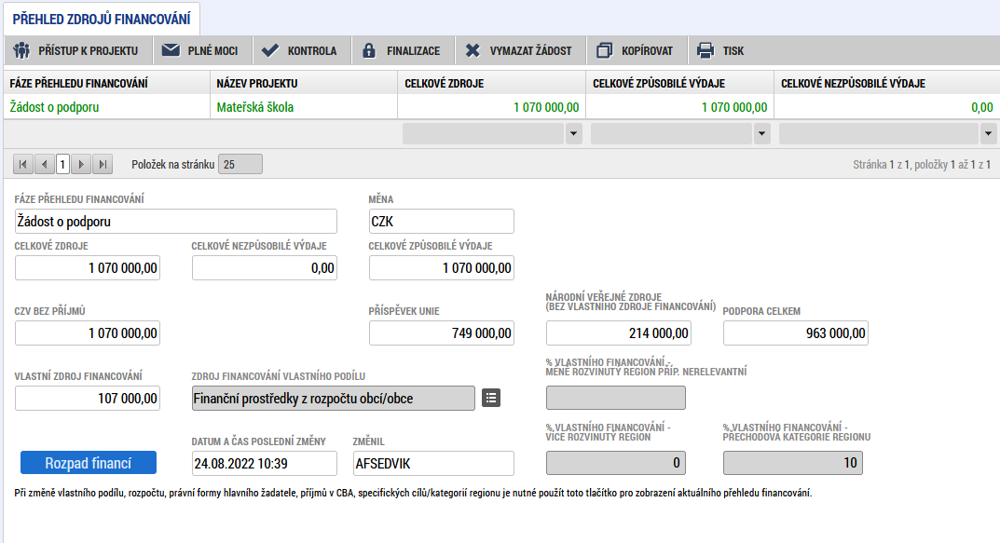 PŘEHLED ZDROJŮ FINANCOVÁNÍ
PŘÍSTUP K PROJEKTU PLNÉ MOCI KONTROLA FINALIZACE VYMAZAT ŽÁDOST KOPÍROVAT TISK
FÁZE PŘEHLEDU FINANCOVÁNÍ NÁZEV PROJEKTU CELKOVÉ ZDROJE CELKOVÉ ZPŮSOBILÉ VÝDAJE CELKOVÉ NEZPŮSOBILÉ VÝDAJE
Žádost o podporu Mateřská škola 1 070 000,00 1 070 000,00 0,00
1 Položek na stránku 25 Stránka 1 z 1, položky 1 až 1 z 1
FÁZE PŘEHLEDU FINANCOVÁNÍ MĚNA
Žádost o podporu CZK
CELKOVÉ ZDROJE CELKOVÉ NEZPŮSOBILÉ VÝDAJE CELKOVÉ ZPŮSOBILÉ VÝDAJE
1 070 000,00 0,00 1 070 000,00
NÁRODNÍ VEŘEJNÉ ZDROJE
CZV BEZ PŘÍJMŮ PŘÍSPĚVEK UNIE (BEZ VLASTNÍHO ZDROJE FINANCOVÁNÍ) PODPORA CELKEM
1 070 000,00 749 000,00 214 000,00 963 000,00
% VLASTNÍHO FINANCOVÁNÍ -
VLASTNÍ ZDROJ FINANCOVÁNÍ ZDROJ FINANCOVÁNÍ VLASTNÍHO PODÍLU MÉNĚ ROZVINUTÝ REGION PŘÍP. NERELEVANTNÍ
107 000,00 Finanční prostředky z rozpočtu obcí/obce
% VLASTNÍHO FINANCOVÁNÍ - % VLASTNÍHO FINANCOVÁNÍ -
DATUM A ČAS POSLEDNÍ ZMĚNY ZMĚNIL VÍCE ROZVINUTÝ REGION PŘECHODOVÁ KATEGORIE REGIONU
Rozpad financí 24.08.2022 10:39 AFSEDVIK 0 10
Při změně vlastního podílu, rozpočtu, právní formy hlavního žadatele, příjmů v CBA, specifických cílů/kategorií regionu je nutné použít toto tlačítko pro zobrazení aktuálního přehledu financování.